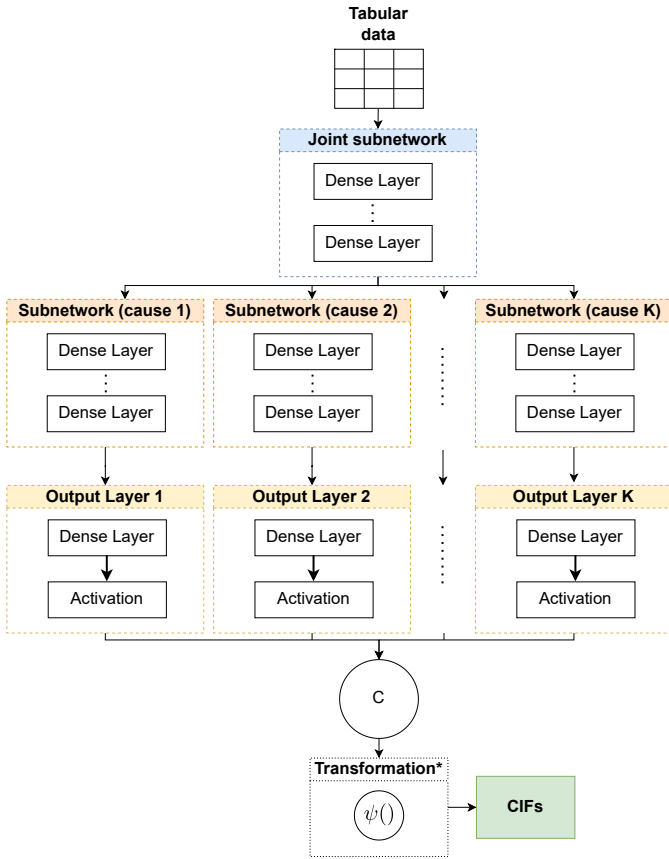 Tabular
data
Joint subnetwork
Dense Layer
Dense Layer
Subnetwork (cause 1)
Subnetwork (cause 2)
Subnetwork (cause K)
Dense Layer
Dense Layer
Dense Layer
Dense Layer
Dense Layer
Dense Layer
Output Layer 1
Output Layer 2
Output Layer K
Dense Layer
Dense Layer
Dense Layer
Activation
Activation
Activation
C
Transformation*
ψ()
CIFs